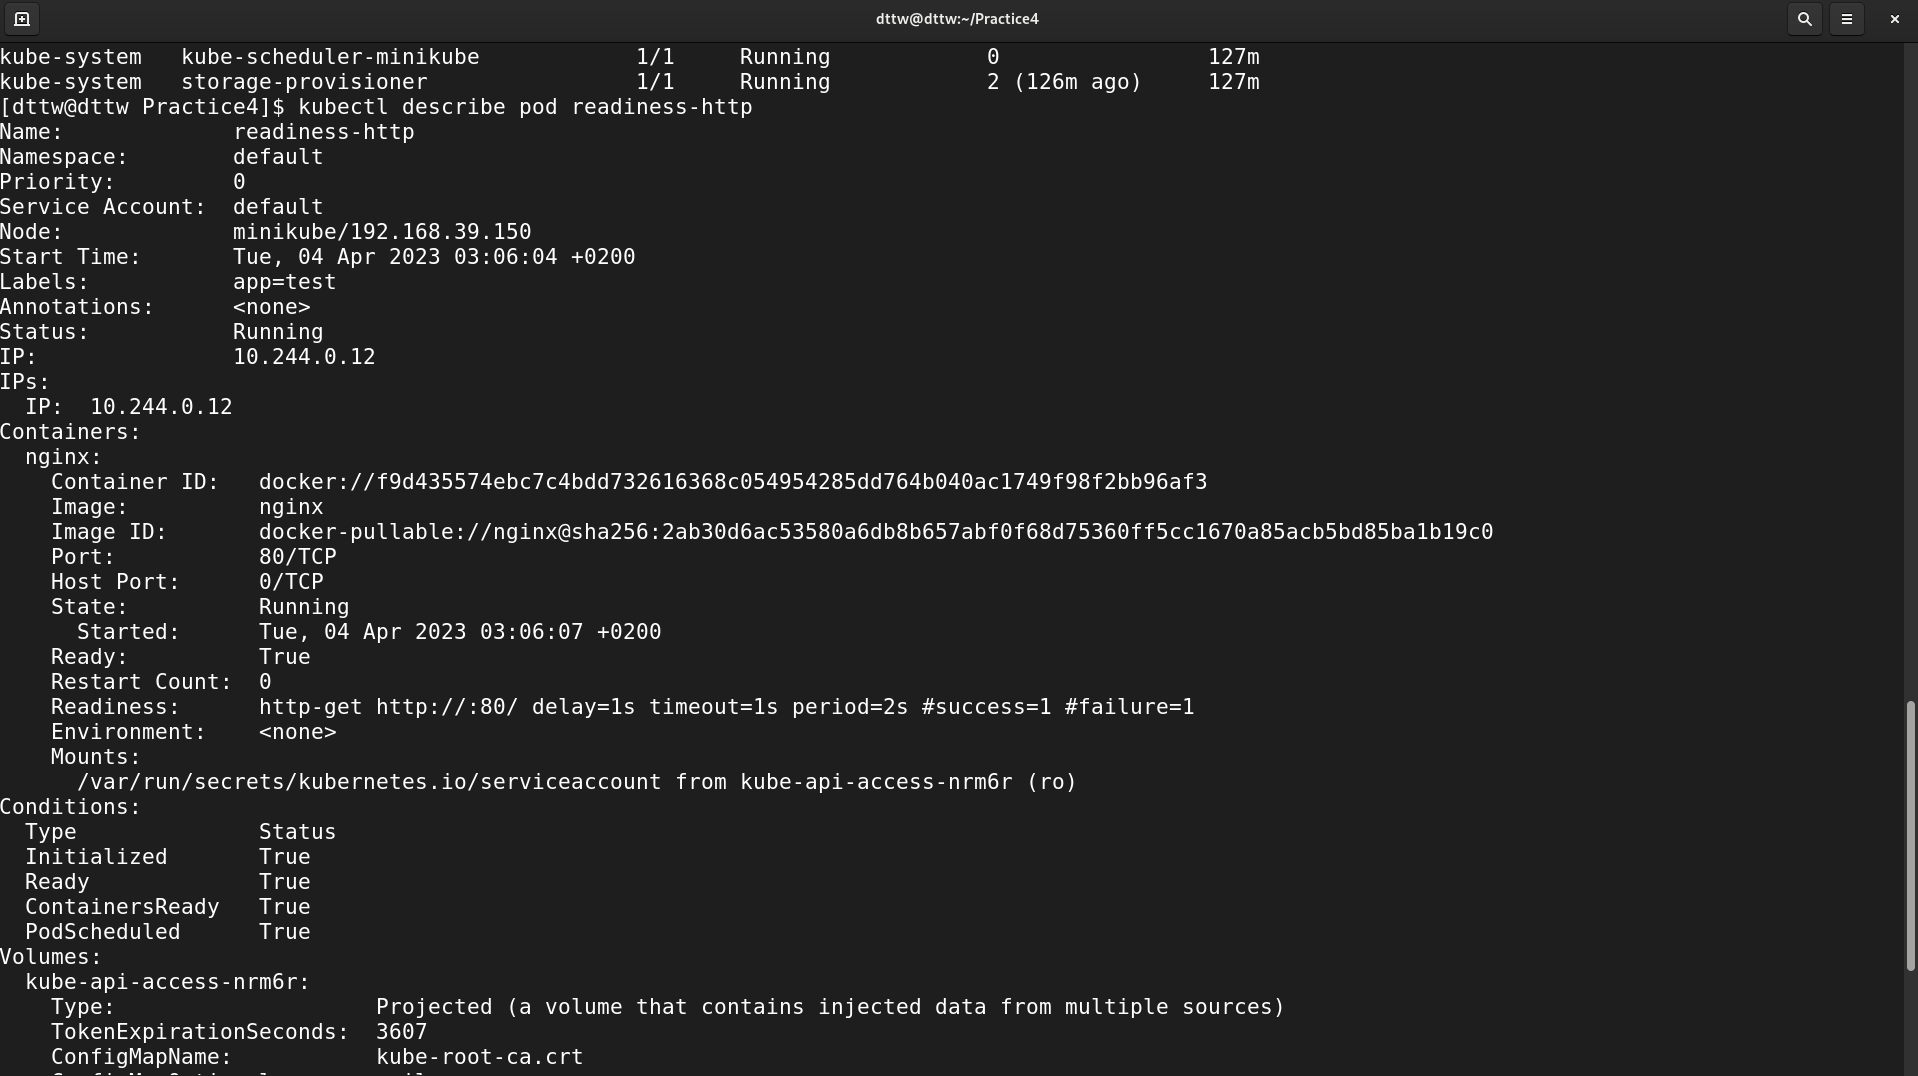 dttw@dttw:~/Practice4
kube-system   kube-scheduler-minikube            1/1     Running            0                127m
kube-system   storage-provisioner                1/1     Running            2 (126m ago)     127m
[dttw@dttw Practice4]$ kubectl describe pod readiness-http
Name:             readiness-http
Namespace:        default
Priority:         0
Service Account:  default
Node:             minikube/192.168.39.150
Start Time:       Tue, 04 Apr 2023 03:06:04 +0200
Labels:           app=test
Annotations:      <none>
Status:           Running
IP:               10.244.0.12
IPs:
  IP:  10.244.0.12
Containers:
  nginx:
    Container ID:   docker://f9d435574ebc7c4bdd732616368c054954285dd764b040ac1749f98f2bb96af3
    Image:          nginx
    Image ID:       docker-pullable://nginx@sha256:2ab30d6ac53580a6db8b657abf0f68d75360ff5cc1670a85acb5bd85ba1b19c0
    Port:           80/TCP
    Host Port:      0/TCP
    State:          Running
      Started:      Tue, 04 Apr 2023 03:06:07 +0200
    Ready:          True
    Restart Count:  0
    Readiness:      http-get http://:80/ delay=1s timeout=1s period=2s #success=1 #failure=1
    Environment:    <none>
    Mounts:
      /var/run/secrets/kubernetes.io/serviceaccount from kube-api-access-nrm6r (ro)
Conditions:
  Type              Status
  Initialized       True
  Ready             True
  ContainersReady   True
  PodScheduled      True
Volumes:
  kube-api-access-nrm6r:
    Type:                    Projected (a volume that contains injected data from multiple sources)
    TokenExpirationSeconds:  3607
    ConfigMapName:           kube-root-ca.crt